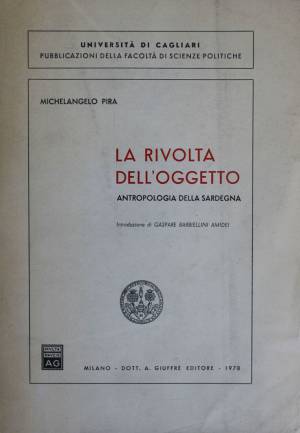 UNIVERSITÀ DI CAGLIARI
PUBBLICAZIONI DELLA FACOLTÀ DI SCIENZE POLITICHE
MICHELANGELO PIRA
LA RIVOLTA
DELL'OGGETTO
ANTROPOLOGIA DELLA SARDEGNA
Introduzione di GASPARE BARBIELLINI AMIDEI
AG
MILANO - DOTT. A. GIUFFRÈ EDITORE - 1978